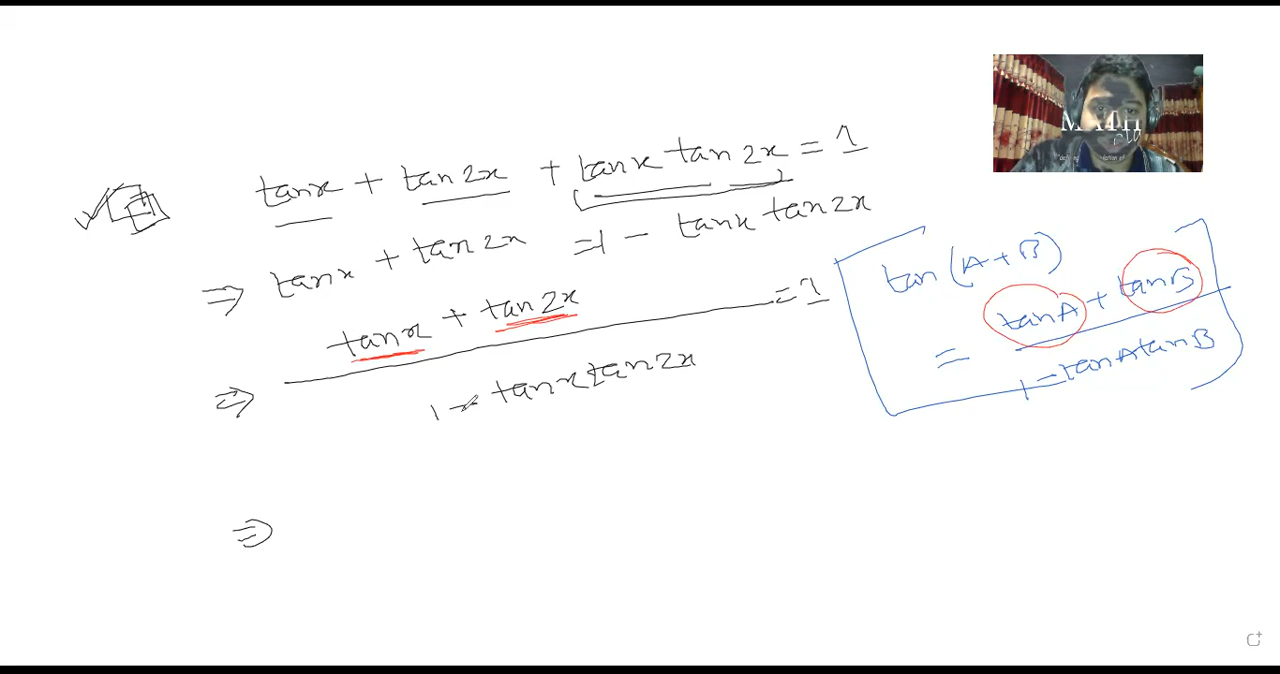 tanx + tan2x + tanx tan2x = 1
⇒ tanx + tan2x = 1 - tanx tan2x
⇒ tanx + tan2x
1 - tanx tan2x
= 1
⇒
tan (A+B)
= tanA + tanB
1 - tanA tanB
MATH